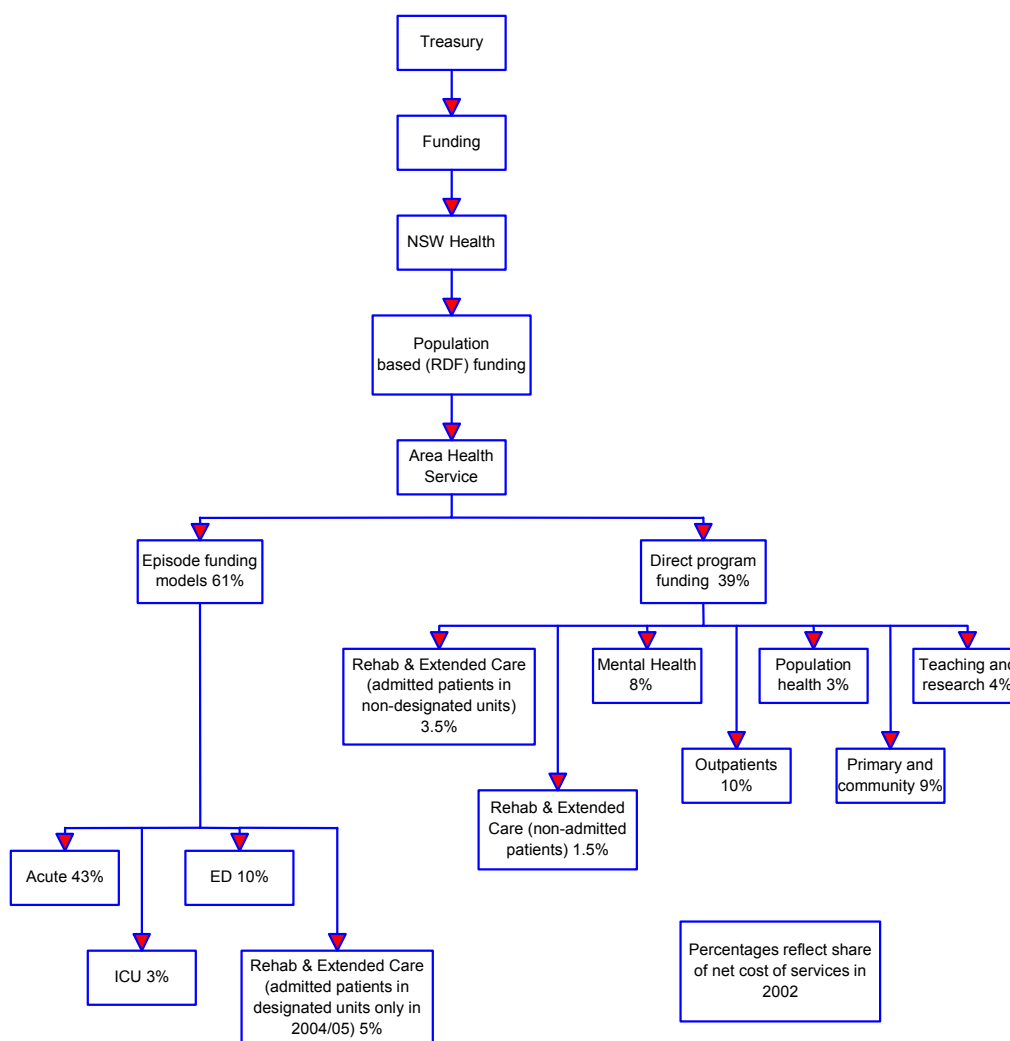 Treasury
Funding
NSW Health
Population
based (RDF) funding
Area Health
Service
Episode funding
models 61%
Direct program
funding  39%
Rehab & Extended Care
(admitted patients in
non-designated units)
3.5%
Mental Health
8%
Population
health 3%
Teaching and
research 4%
Outpatients
10%
Primary and
community 9%
Rehab & Extended
Care (non-admitted
patients) 1.5%
Acute 43%
ED 10%
ICU 3%
Rehab & Extended Care
(admitted patients in
designated units only in
2004/05) 5%
Percentages reflect share
of net cost of services in
2002